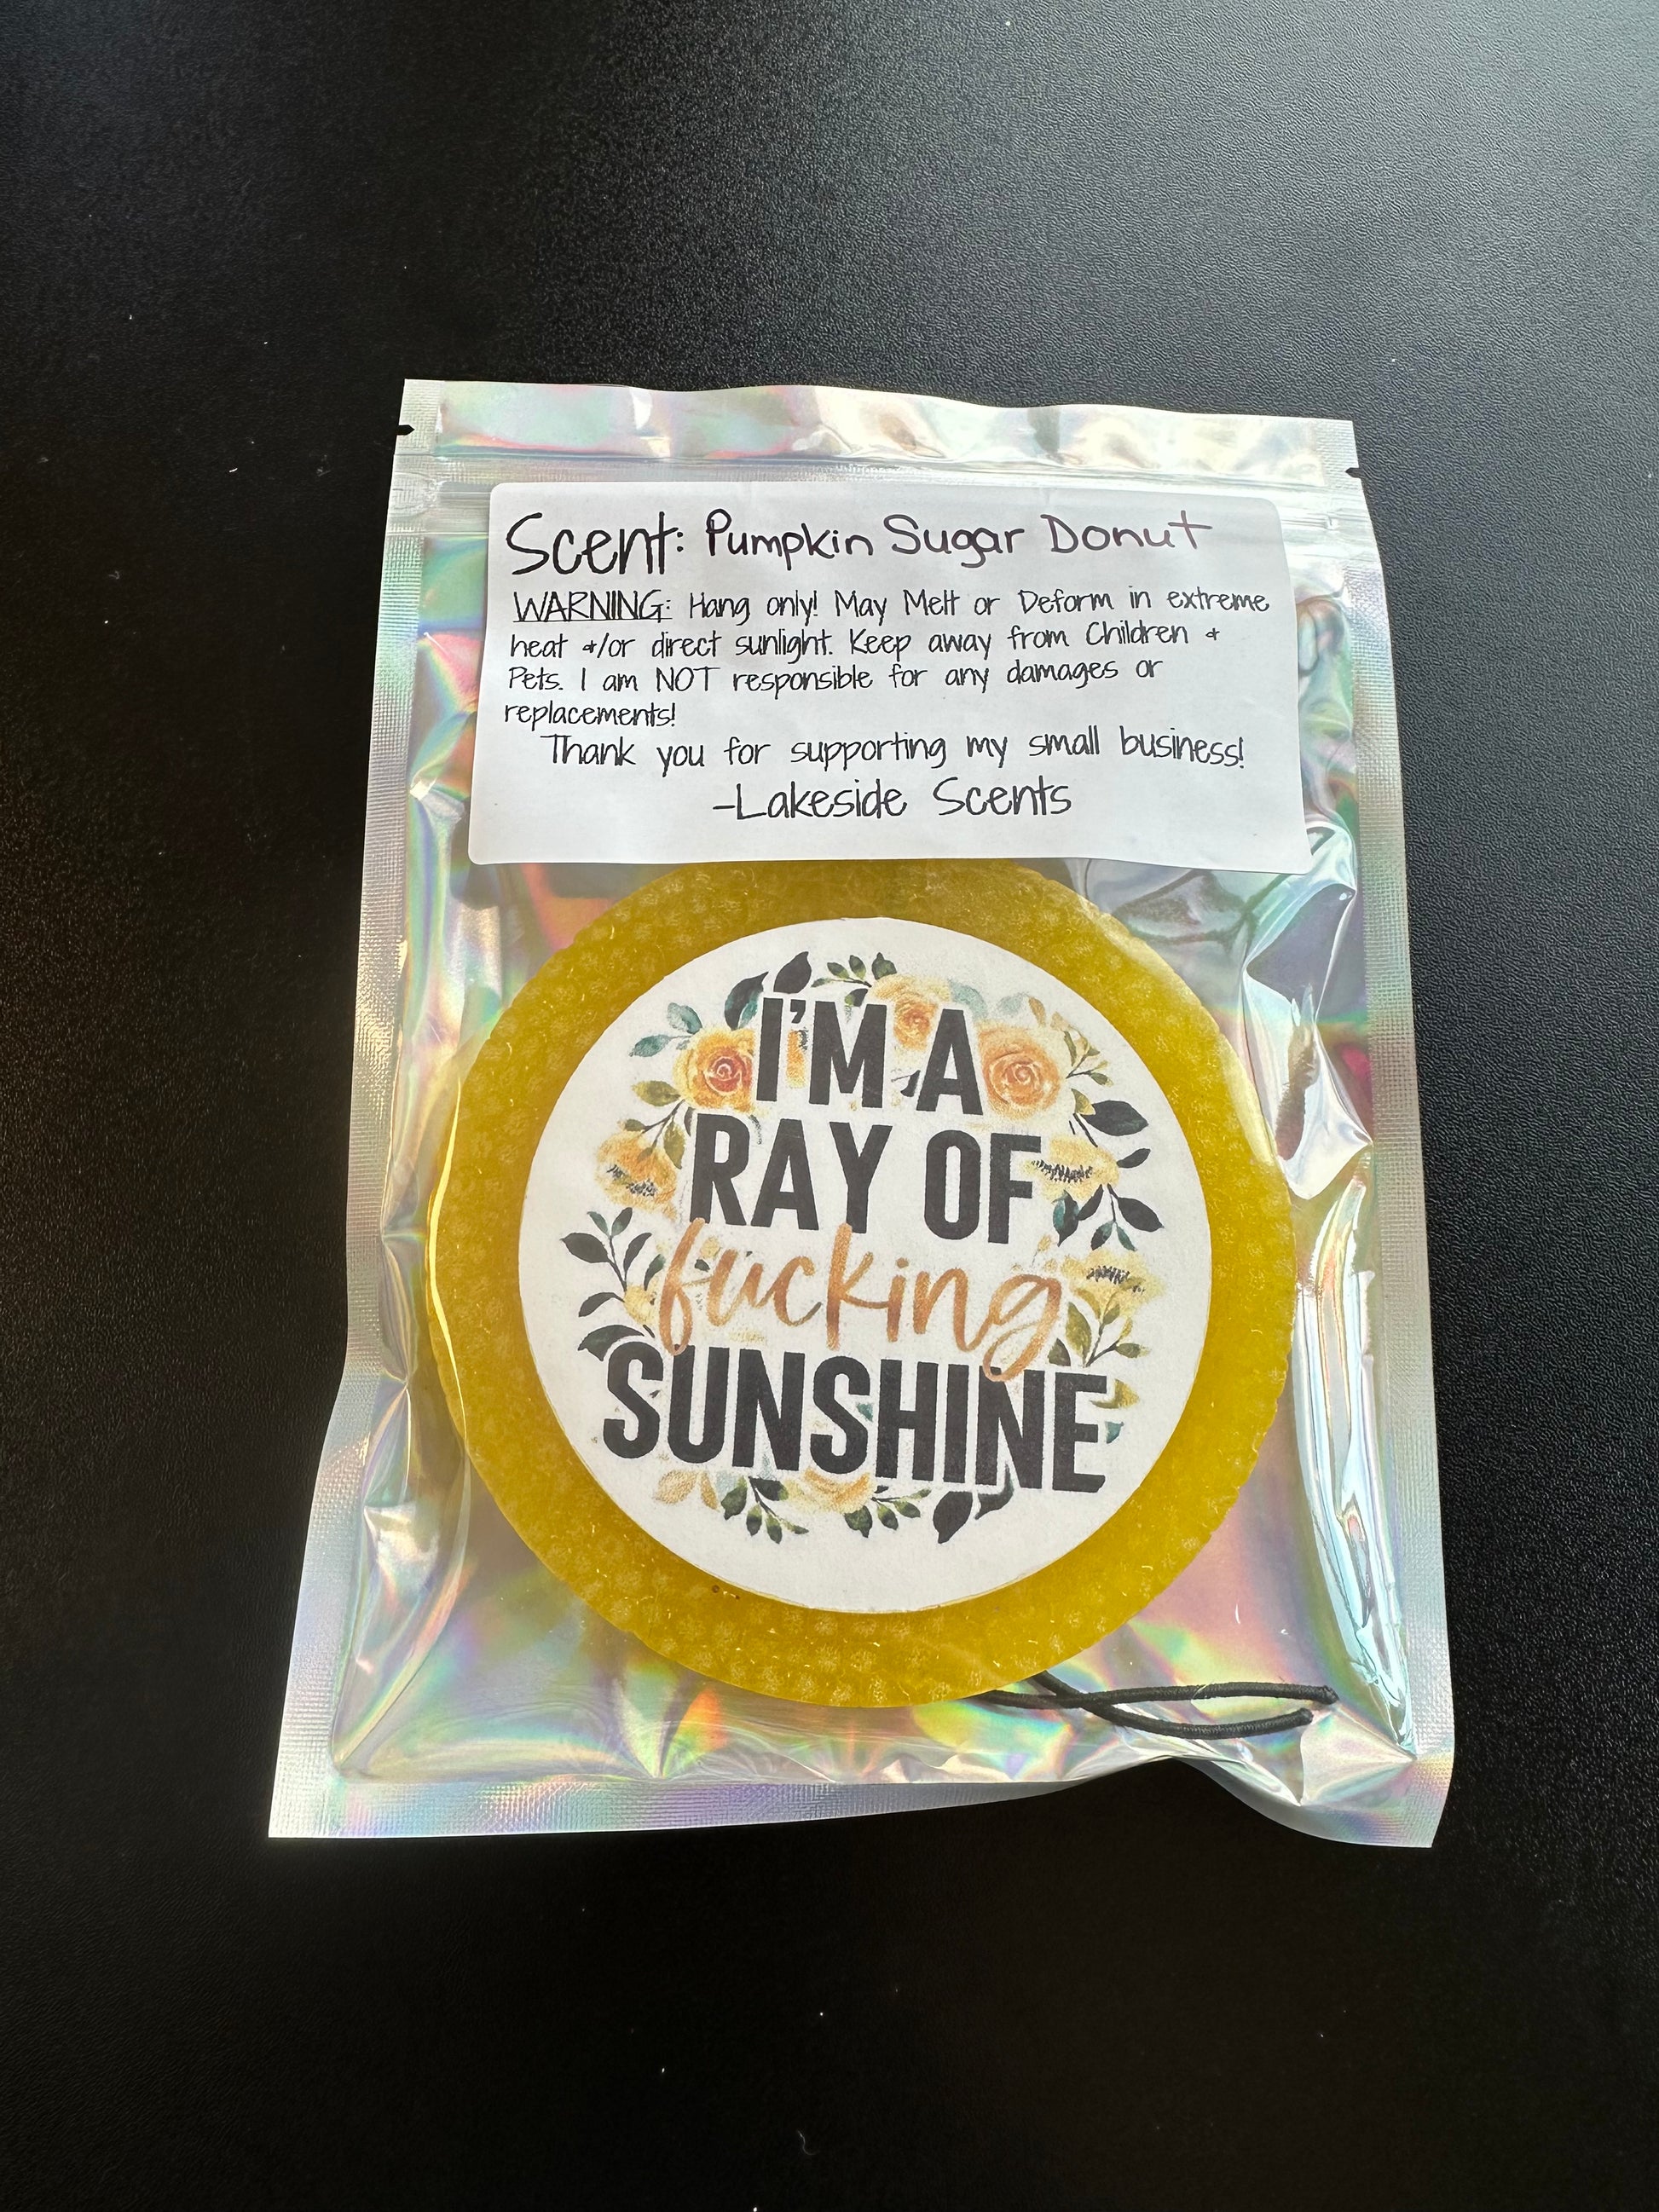 Scent: Pumpkin Sugar Donut
WARNING: Hang only! May Melt or Deform in extreme
heat +/or direct sunlight. Keep away from Children +
Pets. I am NOT responsible for any damages or
replacements!
Thank you for supporting my small business!
-Lakeside Scents
I'M A
RAY OF
fucking
SUNSHINE